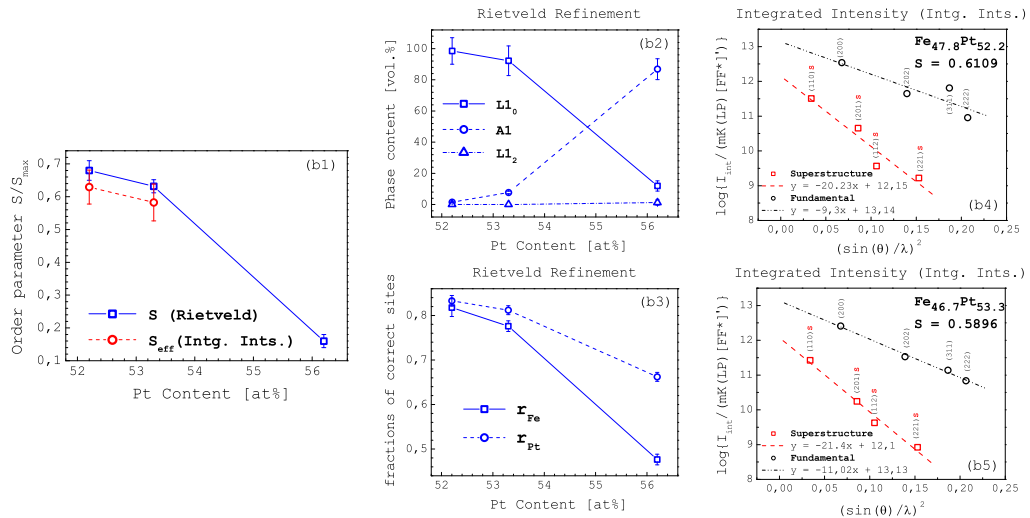 Order parameter S/S_max
0,7
0,6
0,5
0,4
0,3
0,2
0,1
(b1)
S (Rietveld)
S_eff(Intg. Ints.)
52 53 54 55 56
Pt Content [at%]
Rietveld Refinement
Phase content [vol.%]
100
80
60
40
20
0
(b2)
L1_0
A1
L1_2
52 53 54 55 56
Pt Content [at%]
Rietveld Refinement
fractions of correct sites
0,9
0,8
0,7
0,6
0,5
(b3)
r_Fe
r_Pt
52 53 54 55 56
Pt Content [at%]
Integrated Intensity (Intg. Ints.)
log{I_int/(mK(LP)[FF*]')}
13
12
11
10
9
8
Fe_47.8Pt_52.2
S = 0.6109
(200)
(110)S
(202)
(201)S
(311)
(222)
(112)S
(221)S
Superstructure
y = -20.23x + 12,15
Fundamental
y = -9,3x + 13,14
(b4)
0,00 0,05 0,10 0,15 0,20 0,25
(sin(θ)/λ)^2
Integrated Intensity (Intg. Ints.)
log{I_int/(mK(LP)[FF*]')}
13
12
11
10
9
8
Fe_46.7Pt_53.3
S = 0.5896
(200)
(110)S
(202)
(311)
(222)
(201)S
(112)S
(221)S
Superstructure
y = -21.4x + 12,1
Fundamental
y = -11,02x + 13,13
(b5)
0,00 0,05 0,10 0,15 0,20 0,25
(sin(θ)/λ)^2